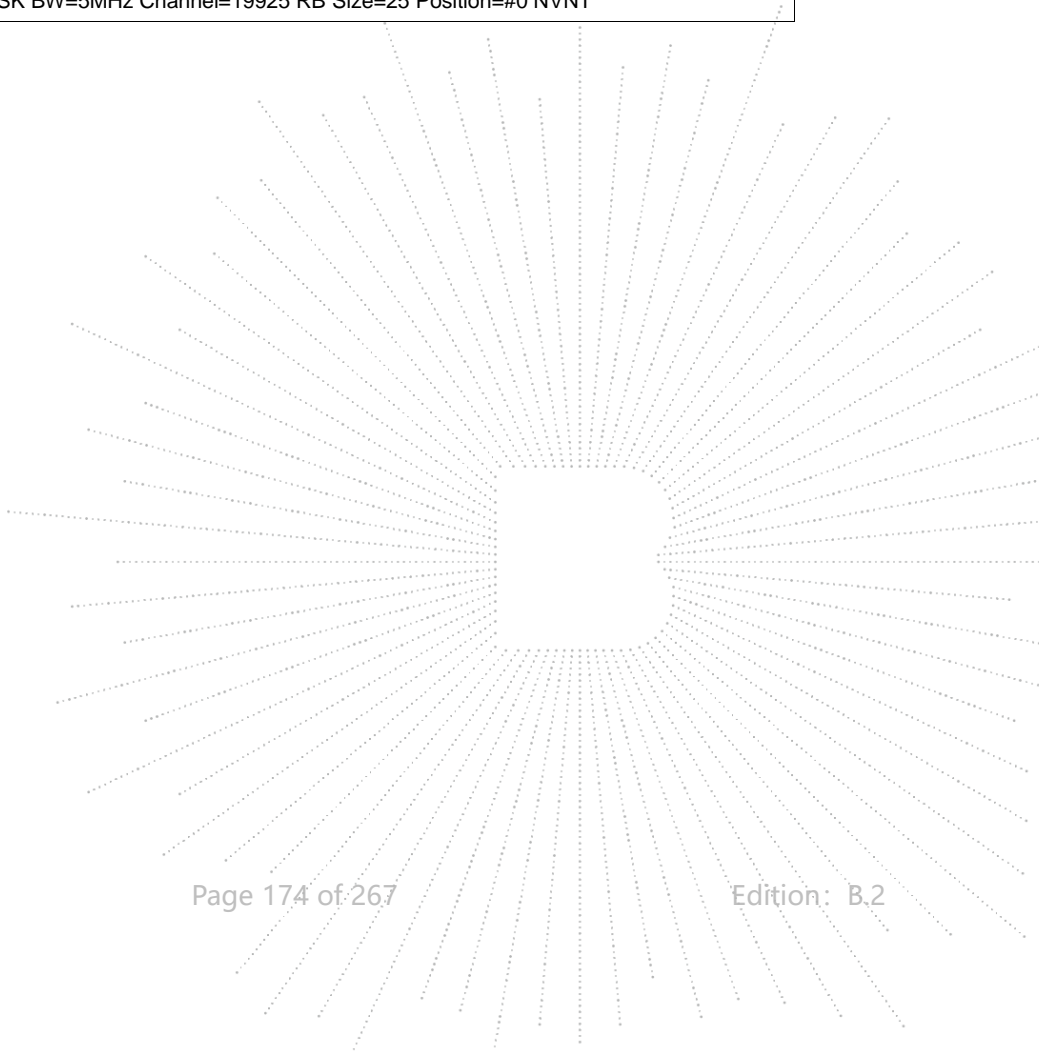 SK BW=5MHz Channel=19925 RB Size=25 Position=#0 NVNT
Page 174 of 267 Edition：B.2